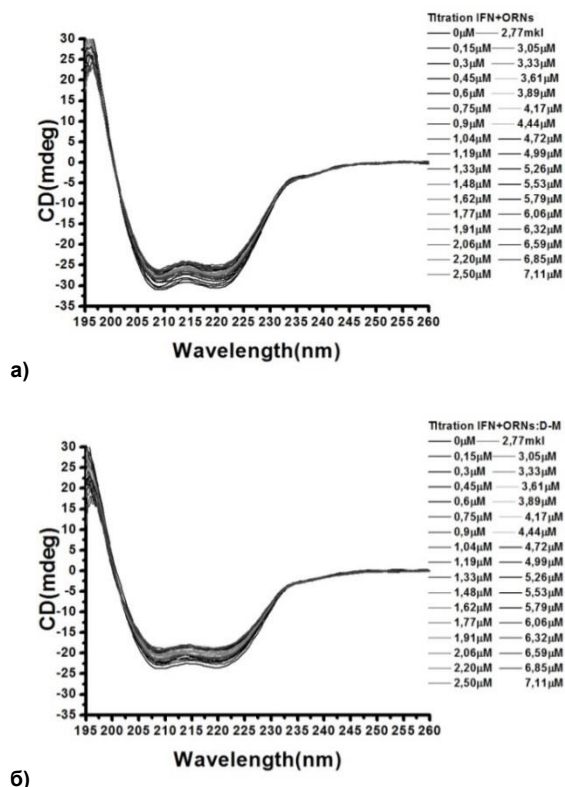 Titration IFN+ORNs
0µM 2,77mkl
0,15µM 3,05µM
0,3µM 3,33µM
0,45µM 3,61µM
0,6µM 3,89µM
0,75µM 4,17µM
0,9µM 4,44µM
1,04µM 4,72µM
1,19µM 4,99µM
1,33µM 5,26µM
1,48µM 5,53µM
1,62µM 5,79µM
1,77µM 6,06µM
1,91µM 6,32µM
2,06µM 6,59µM
2,20µM 6,85µM
2,50µM 7,11µM
CD(mdeg)
30
25
20
15
10
5
0
-5
-10
-15
-20
-25
-30
-35
195 200 205 210 215 220 225 230 235 240 245 250 255 260
Wavelength(nm)
а)
Titration IFN+ORNs:D-M
0µM 2,77mkl
0,15µM 3,05µM
0,3µM 3,33µM
0,45µM 3,61µM
0,6µM 3,89µM
0,75µM 4,17µM
0,9µM 4,44µM
1,04µM 4,72µM
1,19µM 4,99µM
1,33µM 5,26µM
1,48µM 5,53µM
1,62µM 5,79µM
1,77µM 6,06µM
1,91µM 6,32µM
2,06µM 6,59µM
2,20µM 6,85µM
2,50µM 7,11µM
CD(mdeg)
30
25
20
15
10
5
0
-5
-10
-15
-20
-25
-30
-35
195 200 205 210 215 220 225 230 235 240 245 250 255 260
Wavelength(nm)
б)